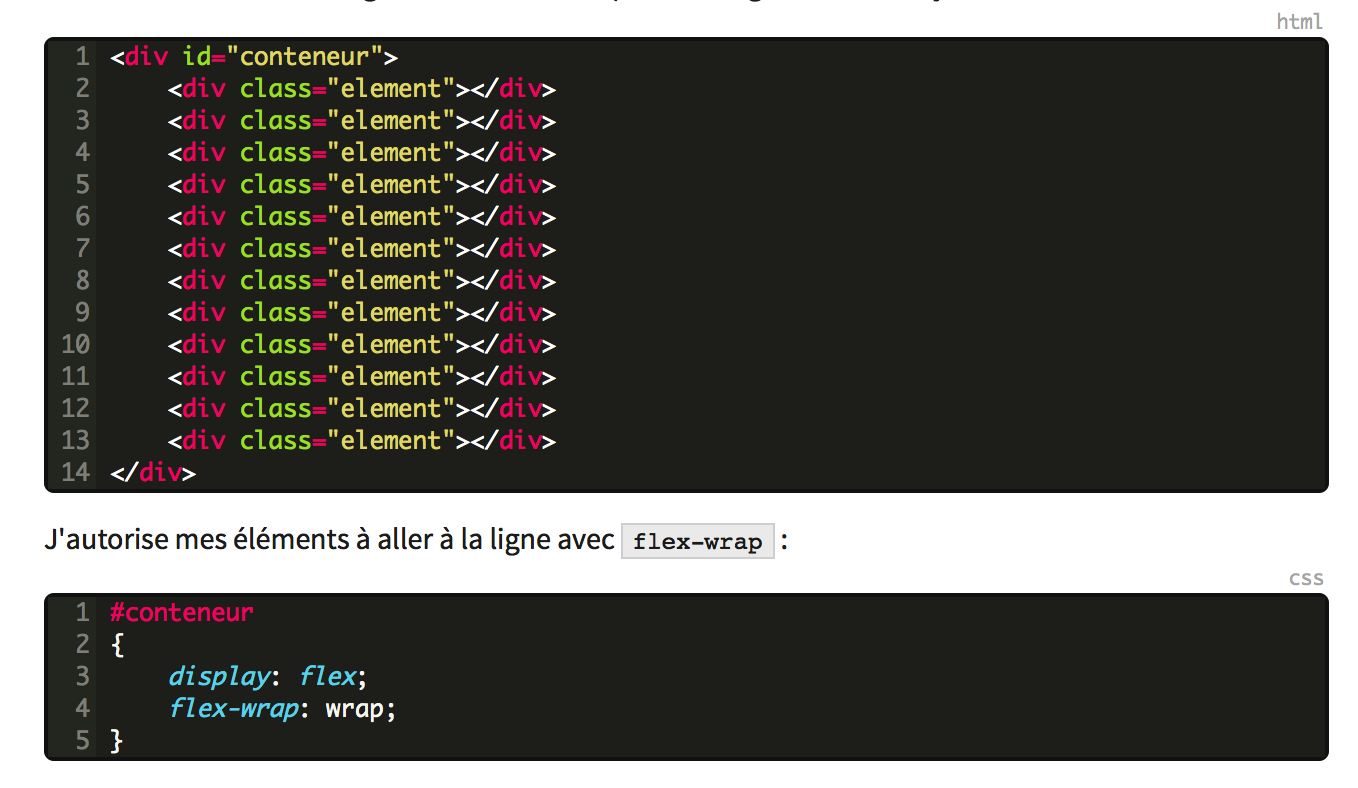 html
1 <div id="conteneur">
2     <div class="element"></div>
3     <div class="element"></div>
4     <div class="element"></div>
5     <div class="element"></div>
6     <div class="element"></div>
7     <div class="element"></div>
8     <div class="element"></div>
9     <div class="element"></div>
10     <div class="element"></div>
11     <div class="element"></div>
12     <div class="element"></div>
13     <div class="element"></div>
14 </div>
J'autorise mes éléments à aller à la ligne avec flex-wrap :
css
1 #conteneur
2 {
3     display: flex;
4     flex-wrap: wrap;
5 }